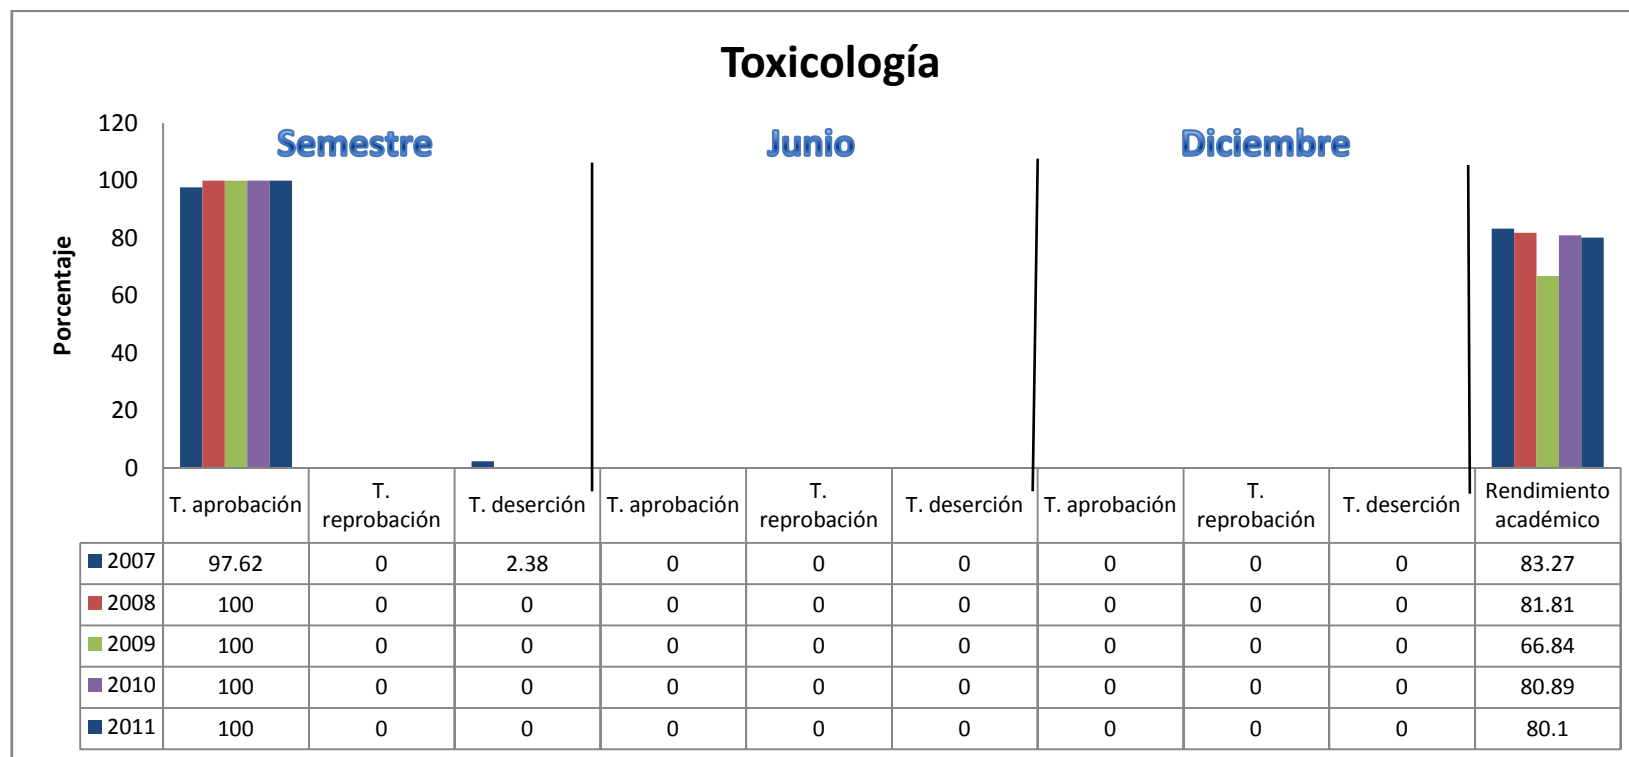 Toxicología
Semestre Junio Diciembre
Porcentaje
120
100
80
60
40
20
0
T. aprobación T. reprobación T. deserción T. aprobación T. reprobación T. deserción T. aprobación T. reprobación T. deserción Rendimiento académico
2007 97.62 0 2.38 0 0 0 0 0 0 83.27
2008 100 0 0 0 0 0 0 0 0 81.81
2009 100 0 0 0 0 0 0 0 0 66.84
2010 100 0 0 0 0 0 0 0 0 80.89
2011 100 0 0 0 0 0 0 0 0 80.1